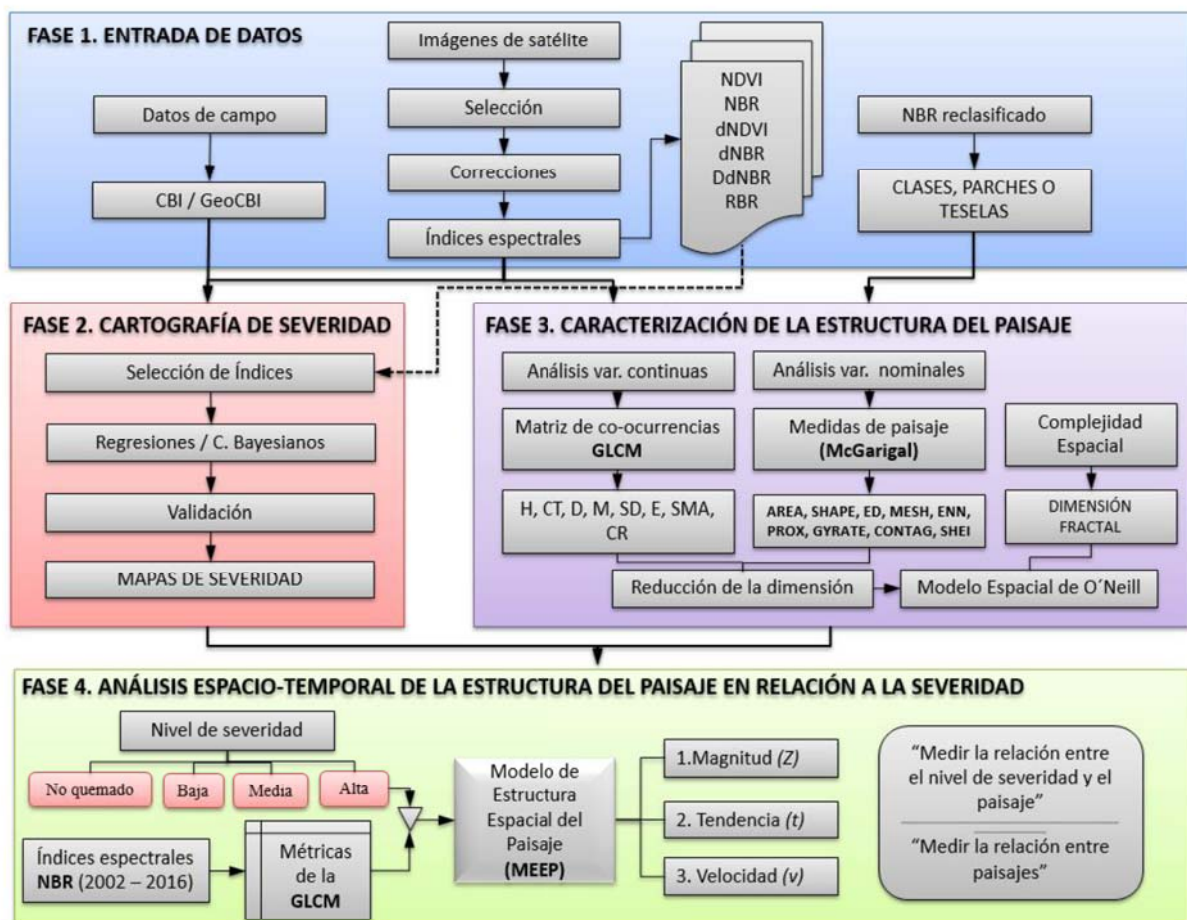 FASE 1. ENTRADA DE DATOS
Imágenes de satélite
Selección
Correcciones
Índices espectrales
Datos de campo
CBI / GeoCBI
NDVI
NBR
dNDVI
dNBR
DdNBR
RBR
NBR reclasificado
CLASES, PARCHES O
TESELAS
FASE 2. CARTOGRAFÍA DE SEVERIDAD
Selección de Índices
Regresiones / C. Bayesianos
Validación
MAPAS DE SEVERIDAD
FASE 3. CARACTERIZACIÓN DE LA ESTRUCTURA DEL PAISAJE
Análisis var. continuas
Matriz de co-ocurrencias
GLCM
H, CT, D, M, SD, E, SMA,
CR
Análisis var. nominales
Medidas de paisaje
(McGarigal)
AREA, SHAPE, ED, MESH, ENN,
PROX, GYRATE, CONTAG, SHEI
Complejidad
Espacial
DIMENSIÓN
FRACTAL
Reducción de la dimensión
Modelo Espacial de O´Neill
FASE 4. ANÁLISIS ESPACIO-TEMPORAL DE LA ESTRUCTURA DEL PAISAJE EN RELACIÓN A LA SEVERIDAD
Nivel de severidad
No quemado
Baja
Media
Alta
Índices espectrales
NBR (2002 – 2016)
Métricas
de la
GLCM
Modelo de
Estructura
Espacial del
Paisaje
(MEEP)
1.Magnitud (Z)
2. Tendencia (t)
3. Velocidad (v)
“Medir la relación entre
el nivel de severidad y el
paisaje”
“Medir la relación entre
paisajes”